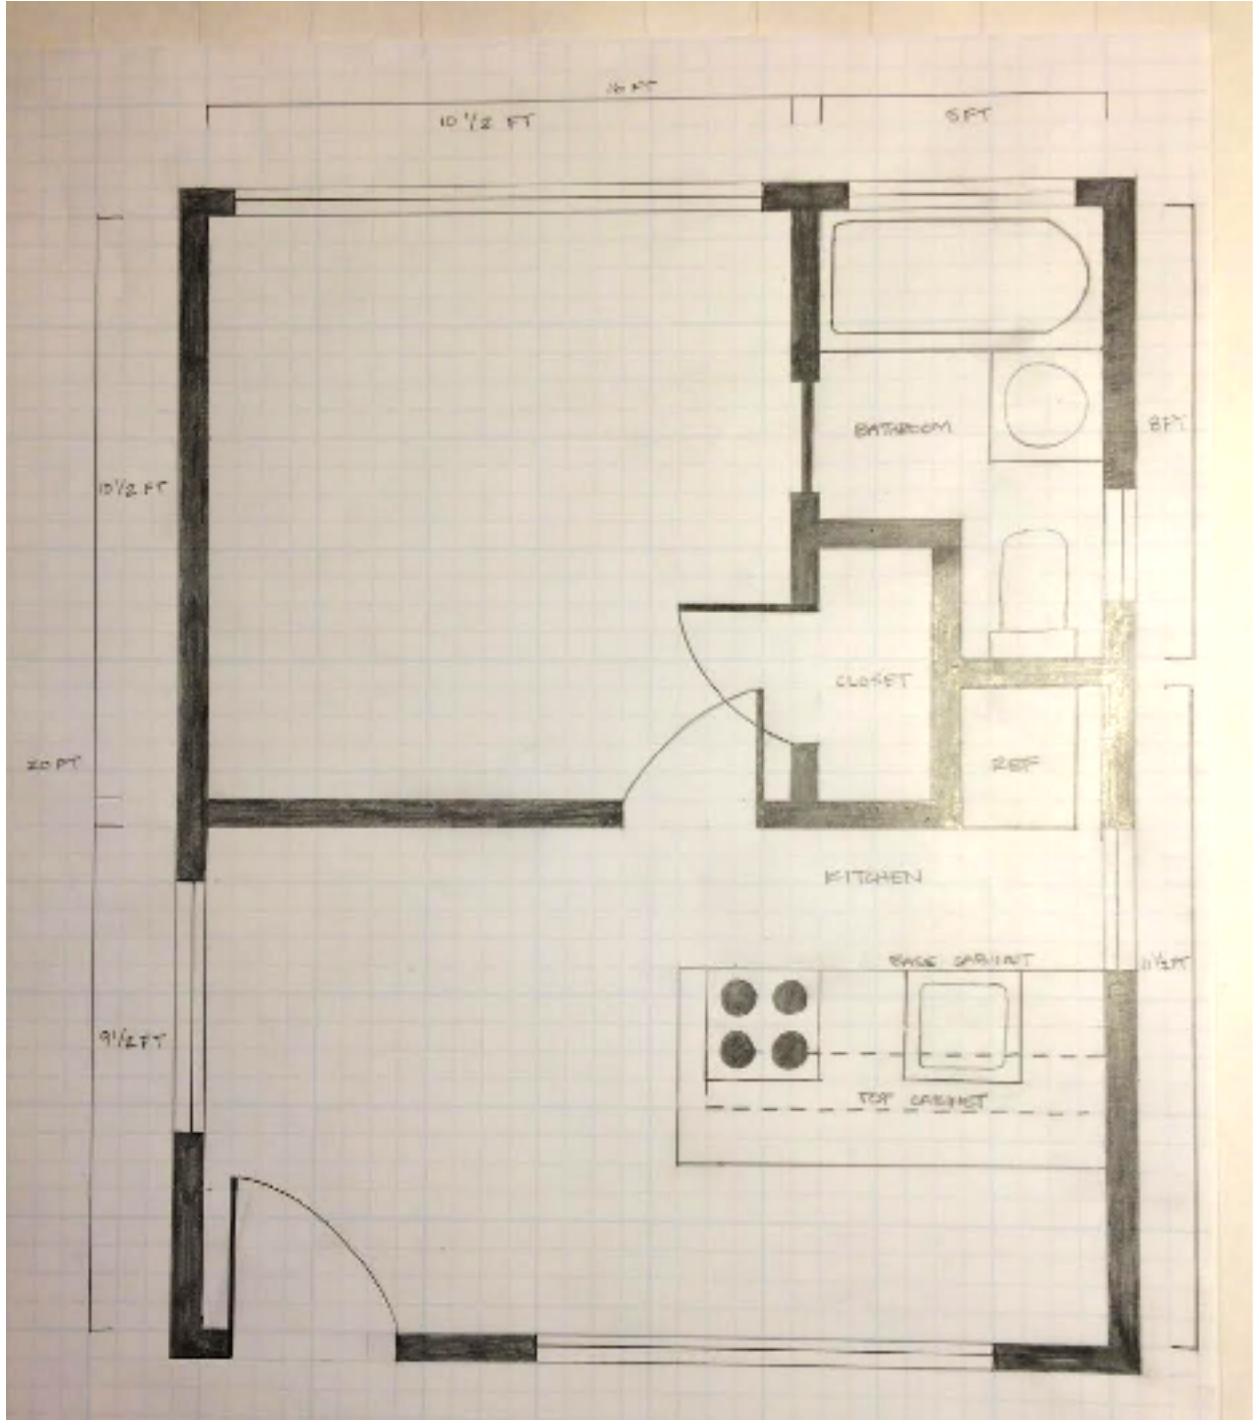 16 FT
10 1/2 FT
5 FT
BATHROOM
8 FT
10 1/2 FT
CLOSET
20 FT
REF
KITCHEN
BASE CABINET
11 1/2 FT
9 1/2 FT
TOP CABINET